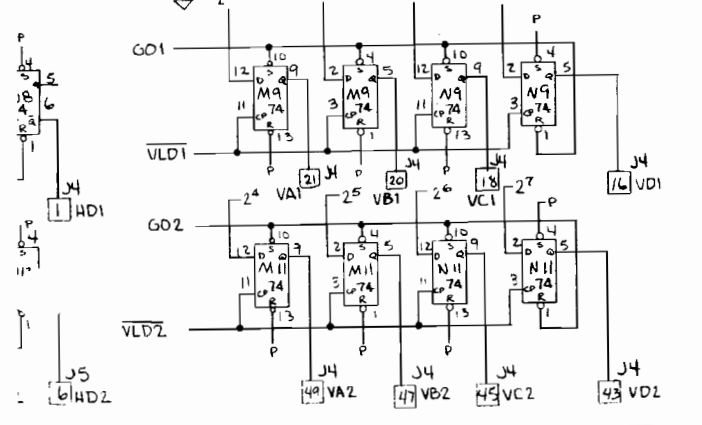 2
P
GO1
10
4
10
4
P
4
5
6
1
12 D S Q 9
2 D S Q 5
12 D S Q 9
2 D S Q 5
M9
M9
N9
N9
11 CP 74
3 CP 74
11 CP 74
3 CP 74
R
R
R
R
13
1
13
1
VLD1
P
P
P
J4
J4
J4
J4
21
20
18
16 VD1
VA1
VB1
VC1
J4
1 HD1
2⁴
2⁵
2⁶
2⁷
P
GO2
10
4
10
4
P
4
12 D S Q 7
2 D S Q 5
12 D S Q 9
2 D S Q 5
M11
M11
N11
N11
11 CP 74
3 CP 74
11 CP 74
3 CP 74
R
R
R
R
13
1
13
1
VLD2
P
P
P
J5
6 HD2
J4
J4
J4
J4
49 VA2
47 VB2
45 VC2
43 VD2